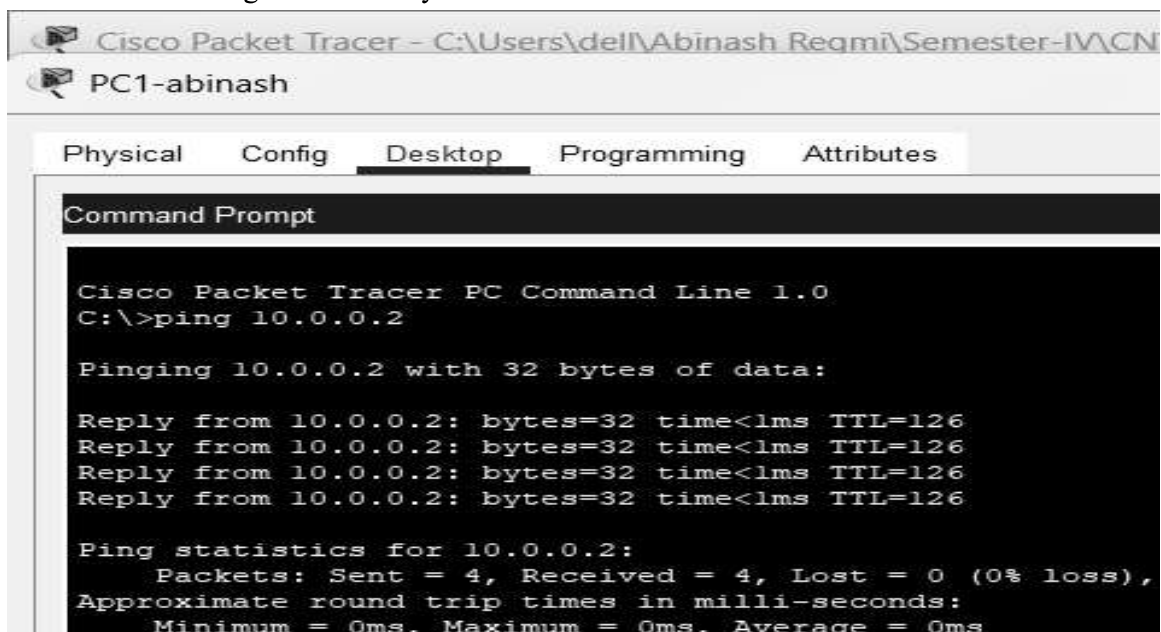 Cisco Packet Tracer - C:\Users\dell\Abinash Regmi\Semester-IV\CN
PC1-abinash
Physical Config Desktop Programming Attributes
Command Prompt
Cisco Packet Tracer PC Command Line 1.0
C:\>ping 10.0.0.2
Pinging 10.0.0.2 with 32 bytes of data:
Reply from 10.0.0.2: bytes=32 time<1ms TTL=126
Reply from 10.0.0.2: bytes=32 time<1ms TTL=126
Reply from 10.0.0.2: bytes=32 time<1ms TTL=126
Reply from 10.0.0.2: bytes=32 time<1ms TTL=126
Ping statistics for 10.0.0.2:
Packets: Sent = 4, Received = 4, Lost = 0 (0% loss),
Approximate round trip times in milli-seconds:
Minimum = 0ms, Maximum = 0ms, Average = 0ms